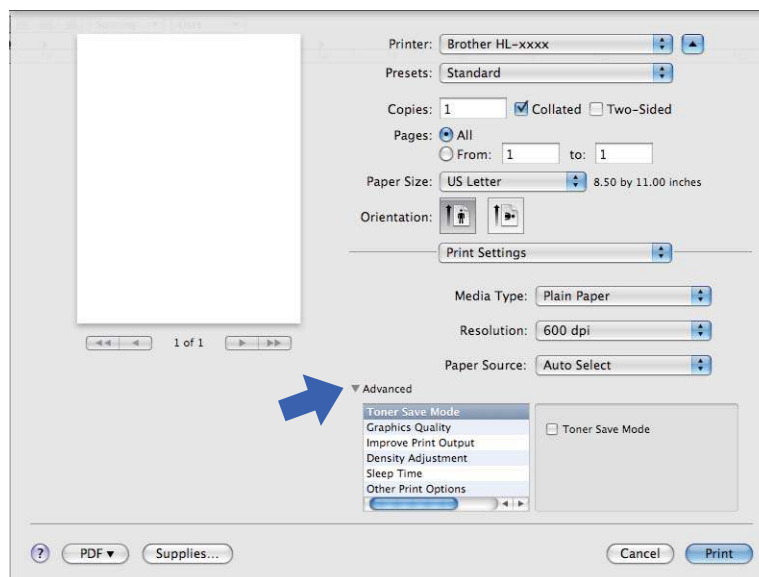 Printer: Brother HL-xxxx
Presets: Standard
Copies: 1 Collated Two-Sided
Pages: All
From: 1 to: 1
Paper Size: US Letter 8.50 by 11.00 inches
Orientation:
Print Settings
Media Type: Plain Paper
Resolution: 600 dpi
Paper Source: Auto Select
1 of 1
Advanced
Toner Save Mode
Graphics Quality
Improve Print Output
Density Adjustment
Sleep Time
Other Print Options
Toner Save Mode
? PDF Supplies... Cancel Print